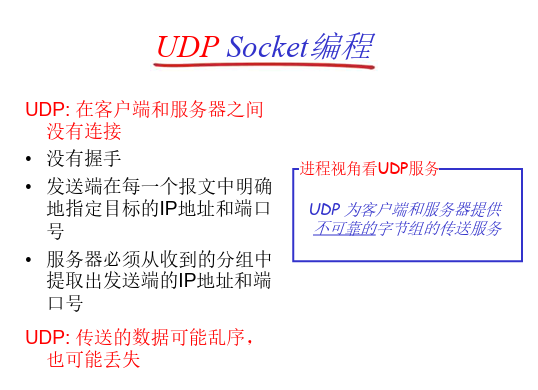 UDP Socket编程
UDP: 在客户端和服务器之间
没有连接
• 没有握手
• 发送端在每一个报文中明确
地指定目标的IP地址和端口
号
• 服务器必须从收到的分组中
提取出发送端的IP地址和端
口号
UDP: 传送的数据可能乱序，
也可能丢失
进程视角看UDP服务
UDP 为客户端和服务器提供
不可靠的字节组的传送服务